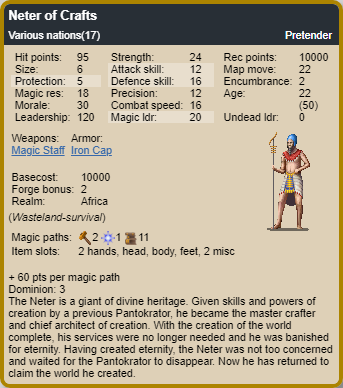 Neter of Crafts
Various nations(17) Pretender
Hit points: 95 Strength: 24 Rec points: 10000
Size: 6 Attack skill: 12 Map move: 22
Protection: 5 Defence skill: 16 Encumbrance: 2
Magic res: 18 Precision: 12 Age: 22
Morale: 30 Combat speed: 16 (50)
Leadership: 120 Magic ldr: 20 Undead ldr: 0
Weapons: Armor:
Magic Staff Iron Cap
Basecost: 10000
Forge bonus: 2
Realm: Africa
(Wasteland-survival)
Magic paths: 2 1 11
Item slots: 2 hands, head, body, feet, 2 misc
+ 60 pts per magic path
Dominion: 3
The Neter is a giant of divine heritage. Given skills and powers of
creation by a previous Pantokrator, he became the master crafter
and chief architect of creation. With the creation of the world
complete, his services were no longer needed and he was banished
for eternity. Having created eternity, the Neter was not too concerned
and waited for the Pantokrator to disappear. Now he has returned to
claim the world he created.